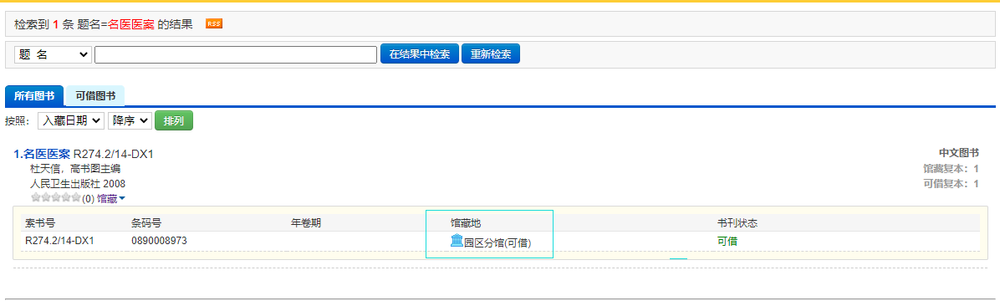 检索到 1 条 题名=名医医案 的结果 RSS
题 名 在结果中检索 重新检索
所有图书 可借图书
按照： 入藏日期 降序 排列
1.名医医案 R274.2/14-DX1 中文图书
杜天信，高书图主编 馆藏复本：1
人民卫生出版社 2008 可借复本：1
(0) 馆藏
索书号 条码号 年卷期 馆藏地 书刊状态
R274.2/14-DX1 0890008973 园区分馆(可借) 可借